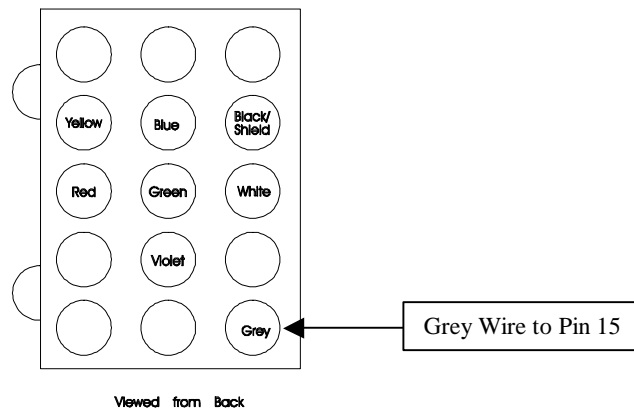 Yellow
Blue
Black/
Shield
Red
Green
White
Violet
Grey
Grey Wire to Pin 15
Viewed from Back